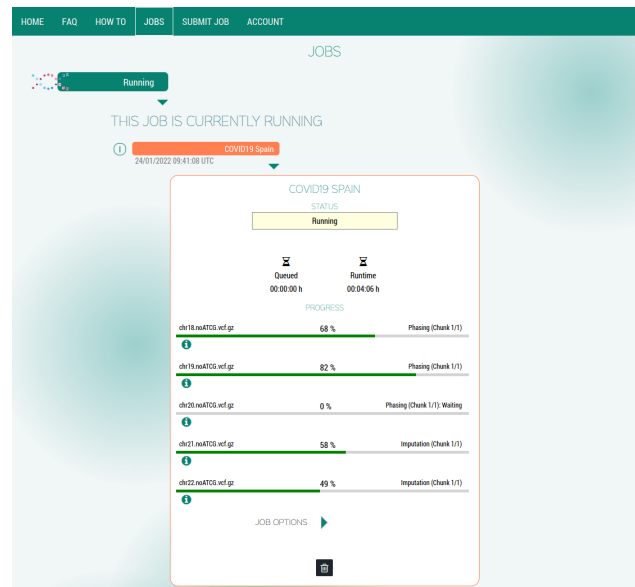 HOME FAQ HOW TO JOBS SUBMIT JOB ACCOUNT
JOBS
Running
THIS JOB IS CURRENTLY RUNNING
COVID19 Spain
24/01/2022 09:41:08 UTC
COVID19 SPAIN
STATUS
Running
Queued Runtime
00:00:00 h 00:04:06 h
PROGRESS
chr18.noATCG.vcf.gz 68 % Phasing (Chunk 1/1)
chr19.noATCG.vcf.gz 82 % Phasing (Chunk 1/1)
chr20.noATCG.vcf.gz 0 % Phasing (Chunk 1/1): Waiting
chr21.noATCG.vcf.gz 58 % Imputation (Chunk 1/1)
chr22.noATCG.vcf.gz 49 % Imputation (Chunk 1/1)
JOB OPTIONS